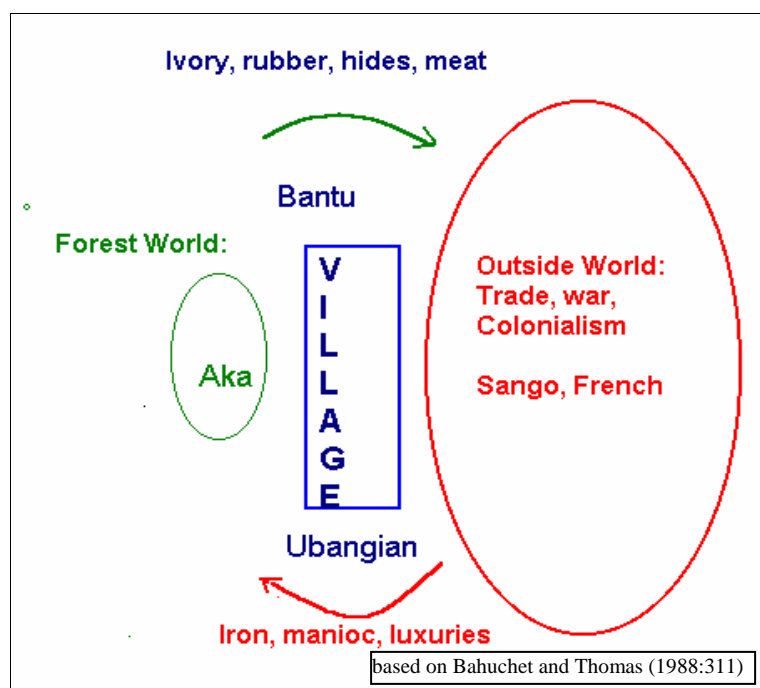 Ivory, rubber, hides, meat
Bantu
Forest World:
Aka
V
I
L
L
A
G
E
Outside World:
Trade, war,
Colonialism
Sango, French
Ubangian
Iron, manioc, luxuries
based on Bahuchet and Thomas (1988:311)